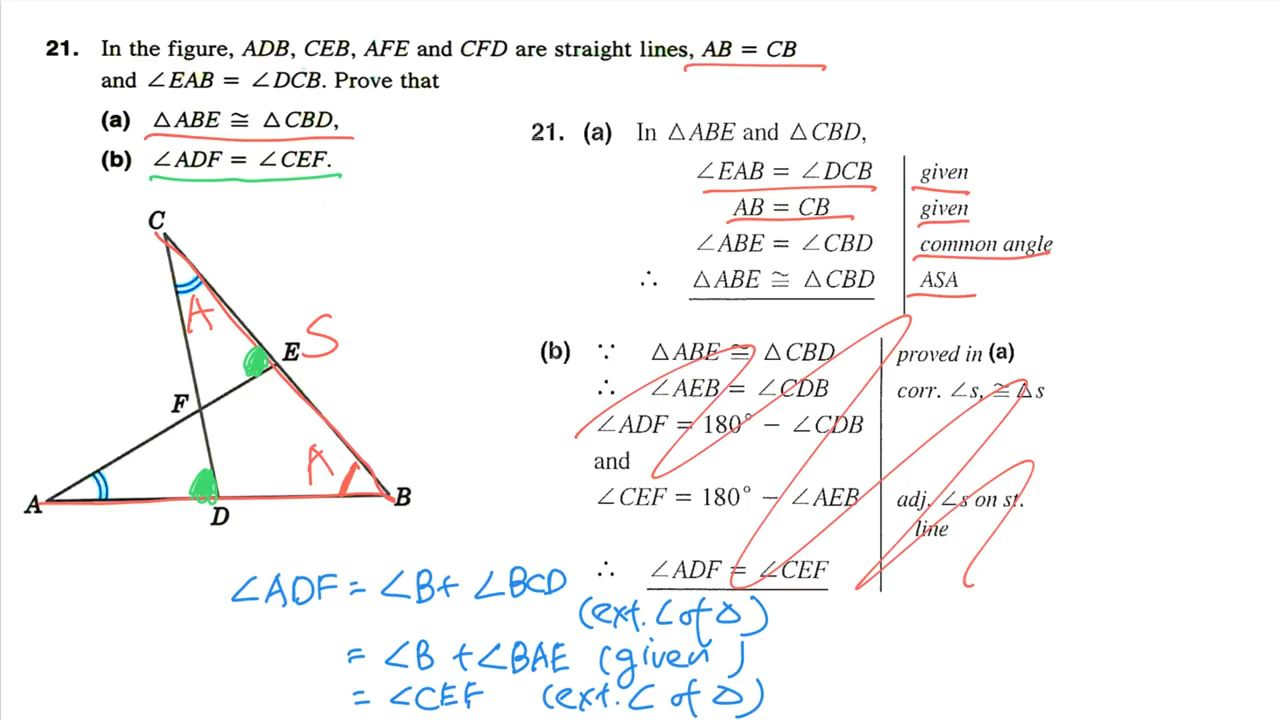 21. In the figure, ADB, CEB, AFE and CFD are straight lines, AB = CB
and ∠EAB = ∠DCB. Prove that
(a) △ABE ≅ △CBD,
(b) ∠ADF = ∠CEF.
C
A
E S
F
A
A
D
B
21. (a) In △ABE and △CBD,
∠EAB = ∠DCB given
AB = CB given
∠ABE = ∠CBD common angle
∴ △ABE ≅ △CBD ASA
(b) ∵ △ABE ≅ △CBD proved in (a)
∴ ∠AEB = ∠CDB corr. ∠s, ≅ △s
∠ADF = 180° − ∠CDB
and
∠CEF = 180° − ∠AEB adj. ∠s on st.
line
∴ ∠ADF = ∠CEF
∠ADF = ∠B + ∠BCD
(ext. ∠ of △)
= ∠B + ∠BAE (given)
= ∠CEF (ext. ∠ of △)